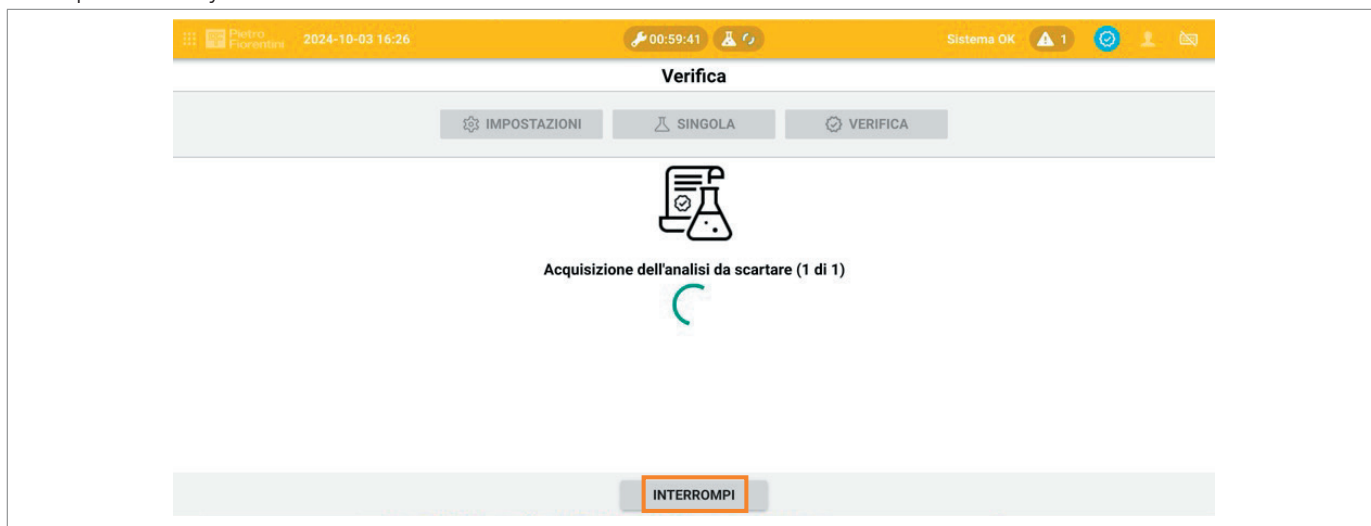 Pietro
Fiorentini
2024-10-03 16:26
00:59:41
Sistema OK
1
Verifica
IMPOSTAZIONI
SINGOLA
VERIFICA
Acquisizione dell'analisi da scartare (1 di 1)
INTERROMPI